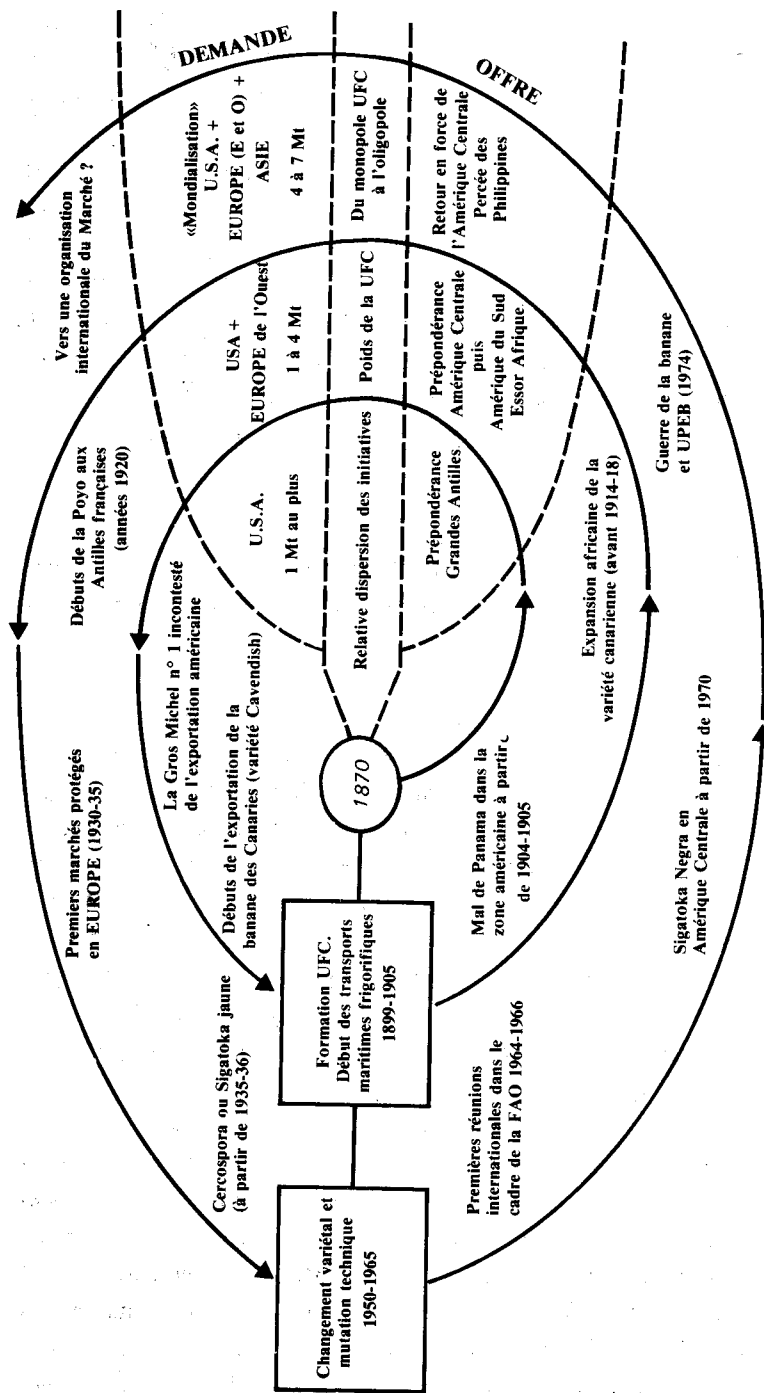 DEMANDE
OFFRE
Vers une organisation
internationale du Marché ?
«Mondialisation»
U.S.A. +
EUROPE (E et O) +
ASIE
4 à 7 Mt
Du monopole UFC
à l'oligopole
Retour en force de
l'Amérique Centrale
Percée des
Philippines
USA +
EUROPE de l'Ouest
1 à 4 Mt
Poids de la UFC
Prépondérance
Amérique Centrale
puis
Amérique du Sud
Essor Afrique
Guerre de la banane
et UPEB (1974)
Débuts de la Poyo aux
Antilles françaises
(années 1920)
U.S.A.
1 Mt au plus
Relative dispersion des initiatives
Prépondérance
Grandes Antilles
Expansion africaine de la
variété canarienne (avant 1914-18)
La Gros Michel n° 1 incontesté
de l'exportation américaine
Premiers marchés protégés
en EUROPE (1930-35)
Débuts de l'exportation de la
banane des Canaries (variété Cavendish)
1870
Mal de Panama dans la
zone américaine à partir
de 1904-1905
Sigatoka Negra en
Amérique Centrale à partir de 1970
Cercospora ou Sigatoka jaune
(à partir de 1935-36)
Formation UFC.
Début des transports
maritimes frigorifiques
1899-1905
Premières réunions
internationales dans le
cadre de la FAO 1964-1966
Changement variétal et
mutation technique
1950-1965